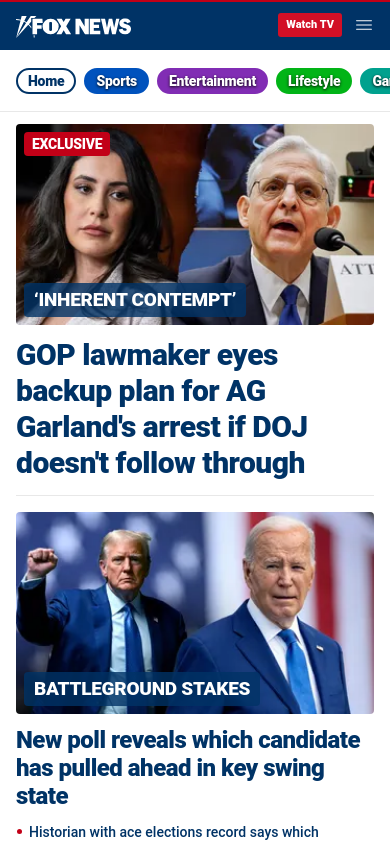 FOX NEWS
Watch TV
Home
Sports
Entertainment
Lifestyle
EXCLUSIVE
ATT
‘INHERENT CONTEMPT’
GOP lawmaker eyes
backup plan for AG
Garland's arrest if DOJ
doesn't follow through
BATTLEGROUND STAKES
New poll reveals which candidate
has pulled ahead in key swing
state
• Historian with ace elections record says which